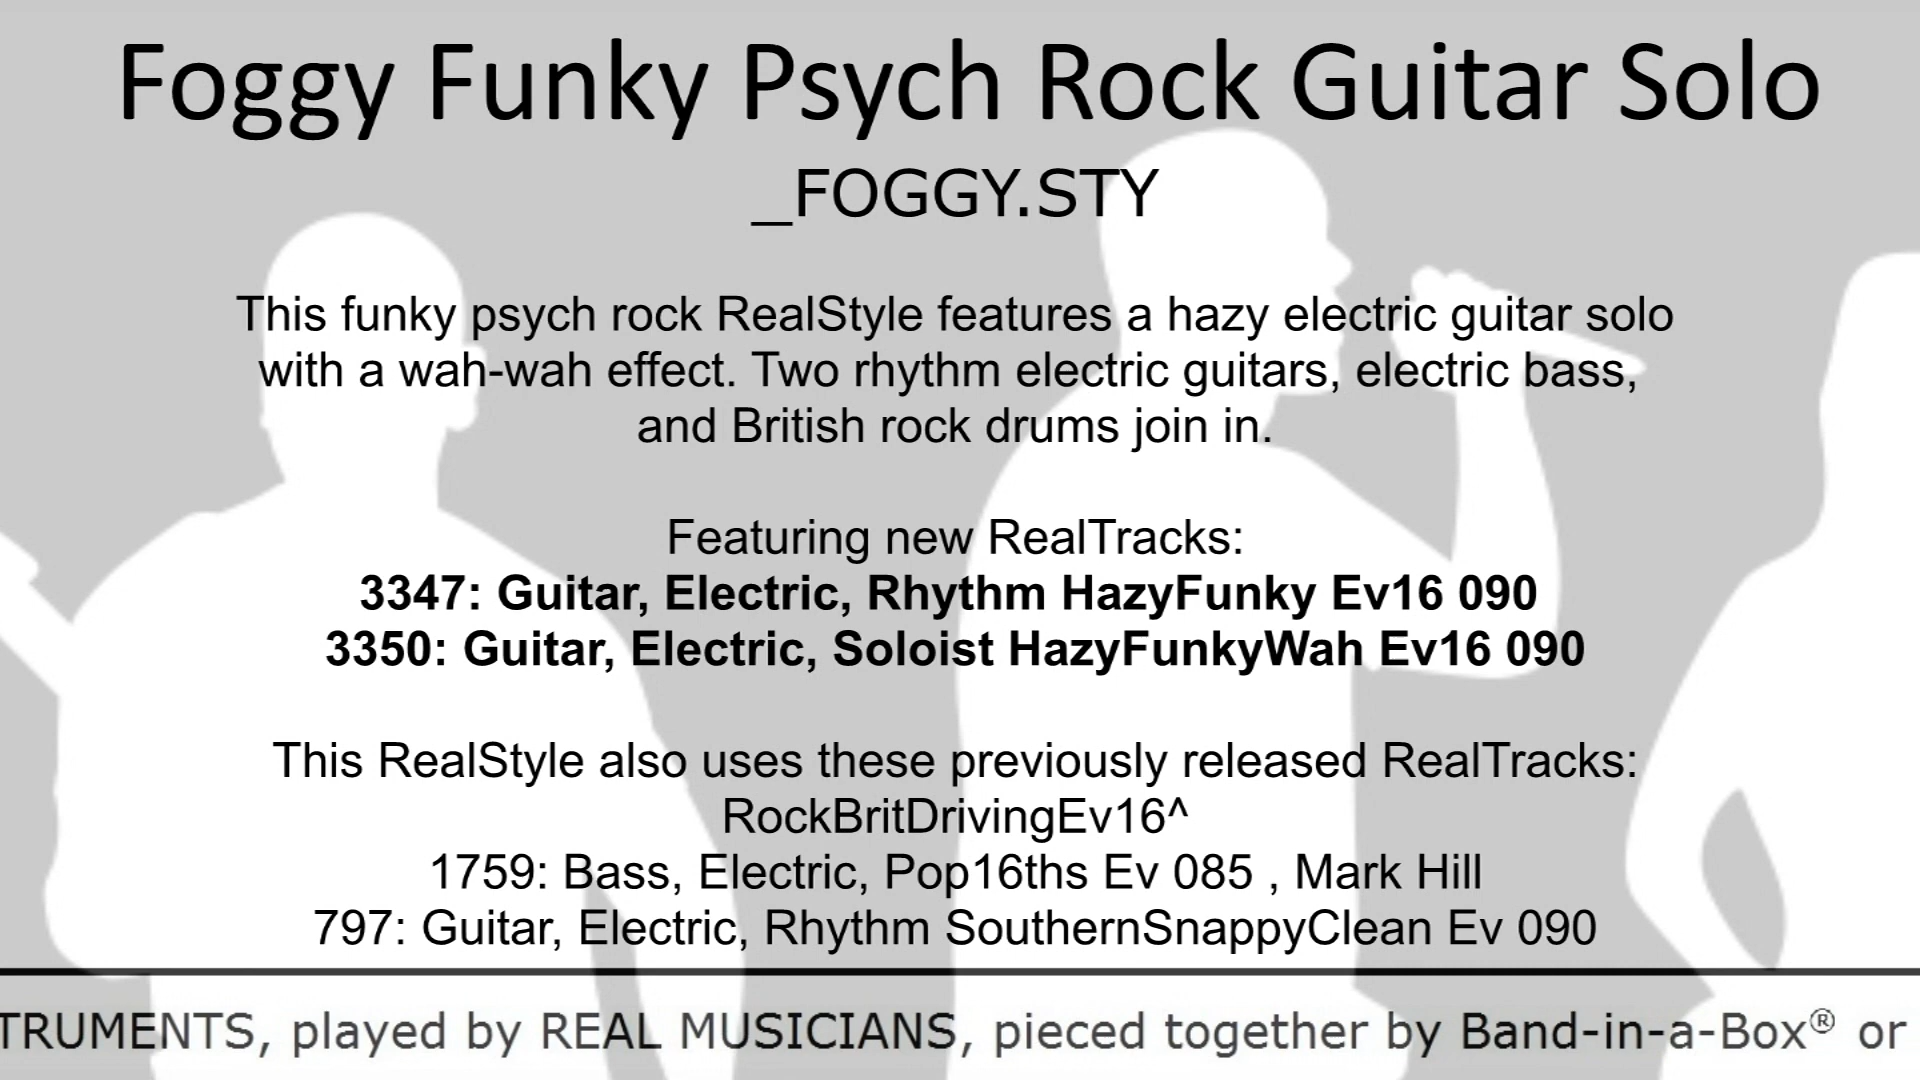 Foggy Funky Psych Rock Guitar Solo
_FOGGY.STY
This funky psych rock RealStyle features a hazy electric guitar solo
with a wah-wah effect. Two rhythm electric guitars, electric bass,
and British rock drums join in.
Featuring new RealTracks:
3347: Guitar, Electric, Rhythm HazyFunky Ev16 090
3350: Guitar, Electric, Soloist HazyFunkyWah Ev16 090
This RealStyle also uses these previously released RealTracks:
RockBritDrivingEv16^
1759: Bass, Electric, Pop16ths Ev 085 , Mark Hill
797: Guitar, Electric, Rhythm SouthernSnappyClean Ev 090
TRUMENTS, played by REAL MUSICIANS, pieced together by Band-in-a-Box® or